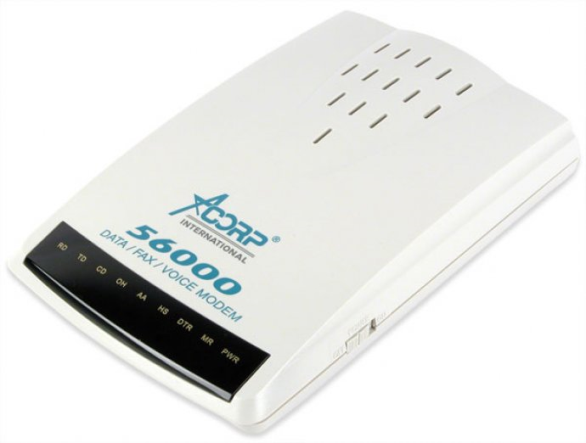 ACORP®
INTERNATIONAL
56000
DATA / FAX / VOICE MODEM
RD TD CD OH AA HS DTR MR PWR